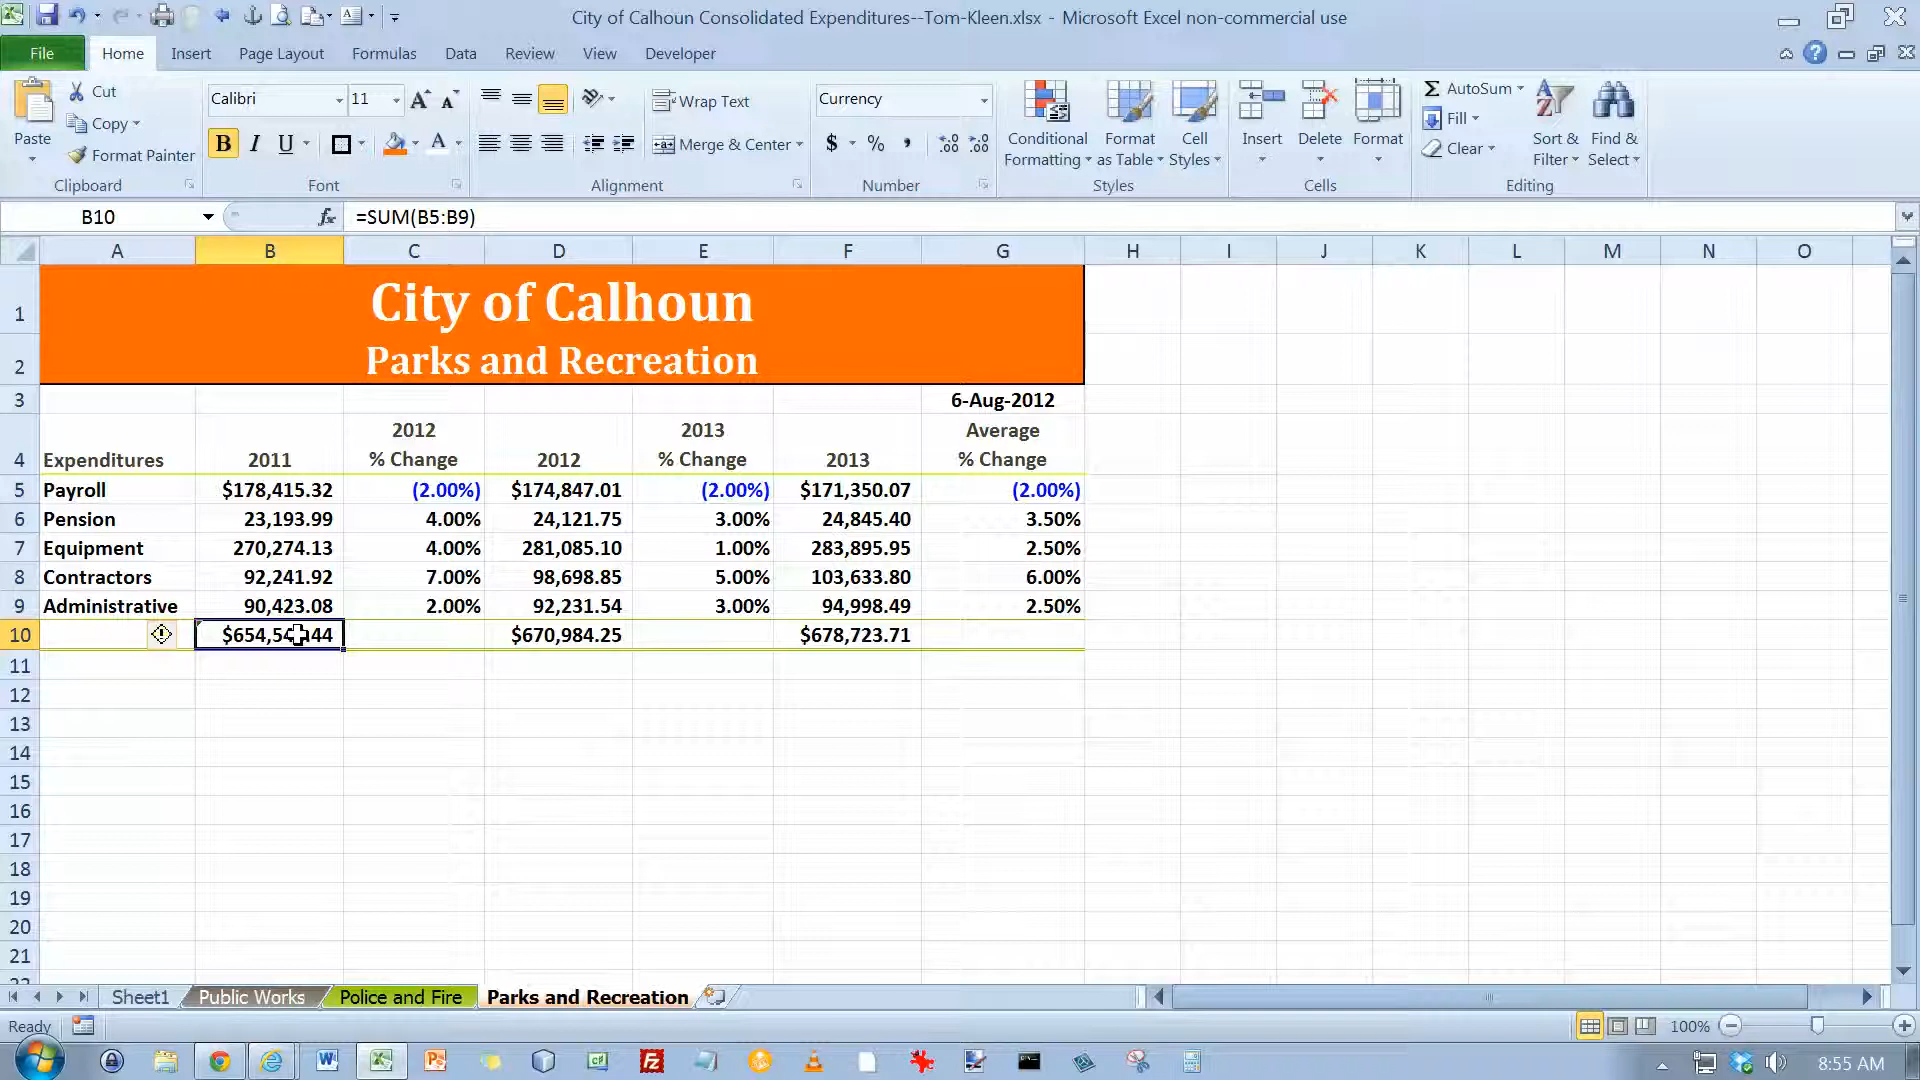 City of Calhoun Consolidated Expenditures--Tom-Kleen.xlsx - Microsoft Excel non-commercial use
File Home Insert Page Layout Formulas Data Review View Developer
Paste
Cut
Copy
Format Painter
Clipboard
Calibri 11
B I U
Font
Wrap Text
Merge & Center
Alignment
Currency
$ % ,
Number
Conditional Formatting
Format as Table
Cell Styles
Styles
Insert Delete Format
Cells
Σ AutoSum
Fill
Clear
Sort & Filter
Find & Select
Editing
B10 fx =SUM(B5:B9)
A B C D E F G H I J K L M N O
1 City of Calhoun
2 Parks and Recreation
3 6-Aug-2012
2012 2013 Average
4 Expenditures 2011 % Change 2012 % Change 2013 % Change
5 Payroll $178,415.32 (2.00%) $174,847.01 (2.00%) $171,350.07 (2.00%)
6 Pension 23,193.99 4.00% 24,121.75 3.00% 24,845.40 3.50%
7 Equipment 270,274.13 4.00% 281,085.10 1.00% 283,895.95 2.50%
8 Contractors 92,241.92 7.00% 98,698.85 5.00% 103,633.80 6.00%
9 Administrative 90,423.08 2.00% 92,231.54 3.00% 94,998.49 2.50%
10 $670,984.25 $678,723.71
11
12
13
14
15
16
17
18
19
20
21
Sheet1 Public Works Police and Fire Parks and Recreation
Ready 100%
8:55 AM